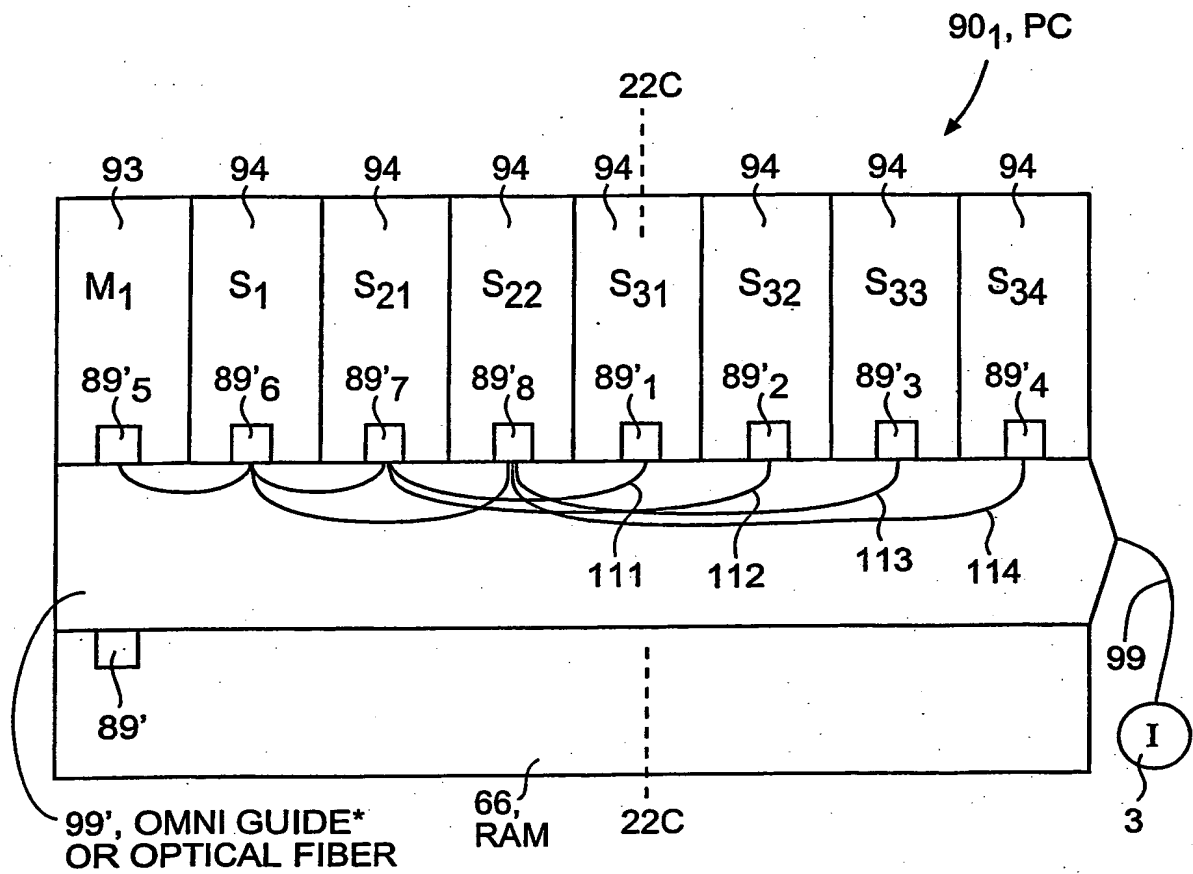 90₁, PC
22C
93 94 94 94 94 94 94 94
M₁ S₁ S₂₁ S₂₂ S₃₁ S₃₂ S₃₃ S₃₄
89'₅ 89'₆ 89'₇ 89'₈ 89'₁ 89'₂ 89'₃ 89'₄
111 112 113 114
99
89'
I
3
99', OMNI GUIDE*
OR OPTICAL FIBER
66,
RAM
22C